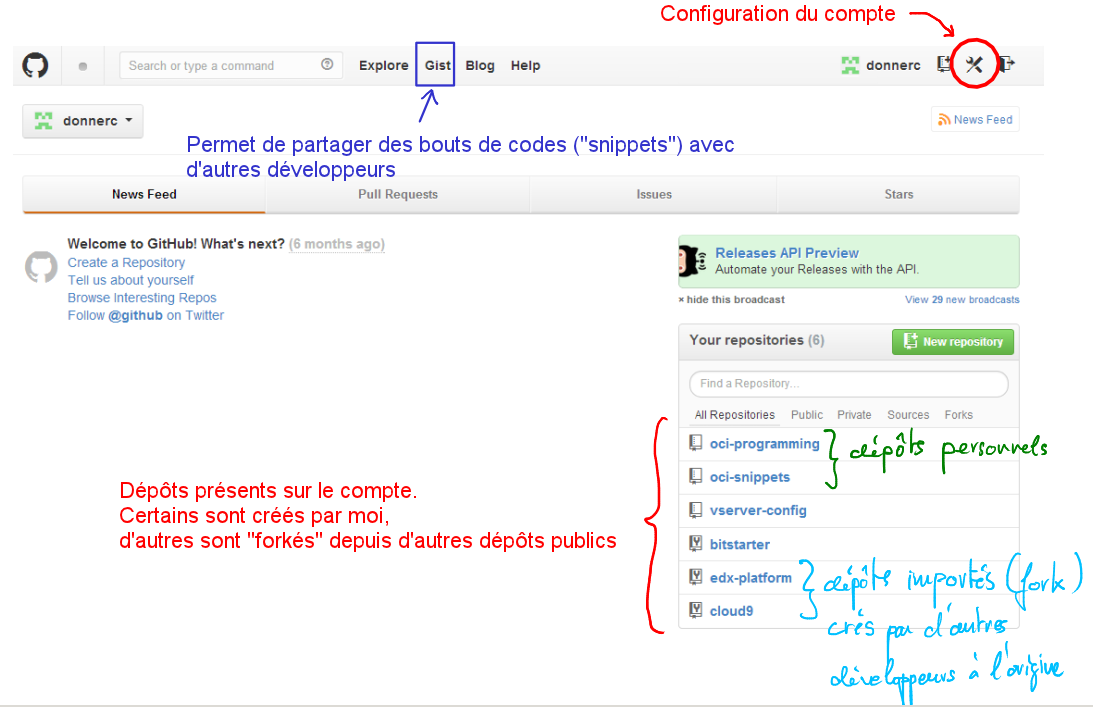 Configuration du compte
Search or type a command
Explore Gist Blog Help
donnerc
donnerc
News Feed
Permet de partager des bouts de codes ("snippets") avec
d'autres développeurs
News Feed Pull Requests Issues Stars
Welcome to GitHub! What's next? (6 months ago)
Create a Repository
Tell us about yourself
Browse Interesting Repos
Follow @github on Twitter
Releases API Preview
Automate your Releases with the API.
× hide this broadcast View 29 new broadcasts
Your repositories (6) New repository
Find a Repository...
All Repositories Public Private Sources Forks
oci-programming
oci-snippets
vserver-config
bitstarter
edx-platform
cloud9
dépôts personnels
Dépôts présents sur le compte.
Certains sont créés par moi,
d'autres sont "forkés" depuis d'autres dépôts publics
dépôts importés (fork)
crés par d'autres
développeurs à l'origine